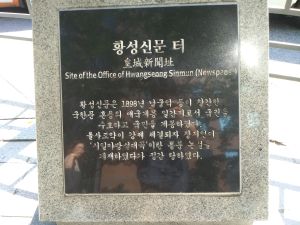 황성신문 터
皇城新聞址
Site of the Office of Hwangseong Sinmun (Newspaper)
황성신문은 1898년 남궁억 등이 창간한
국한문 혼용의 애국계몽 일간지로서 국권을
수호하고 국민을 계몽하였다.
을사조약이 강제 체결되자 장지연이
'시일야방성대곡'이란 통분 논설을
게재하였다가 정간 당하였다.